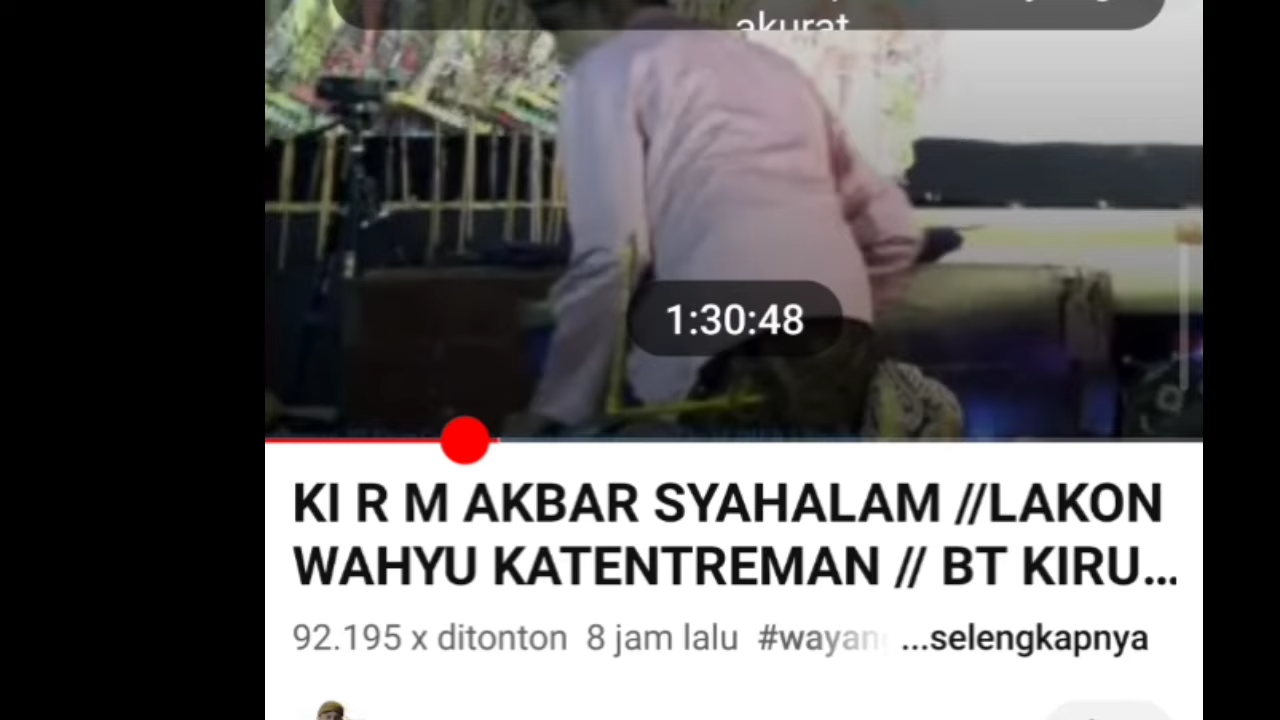 akurat
1:30:48
KI R M AKBAR SYAHALAM //LAKON
WAHYU KATENTREMAN // BT KIRU...
92.195 x ditonton 8 jam lalu #wayang ...selengkapnya